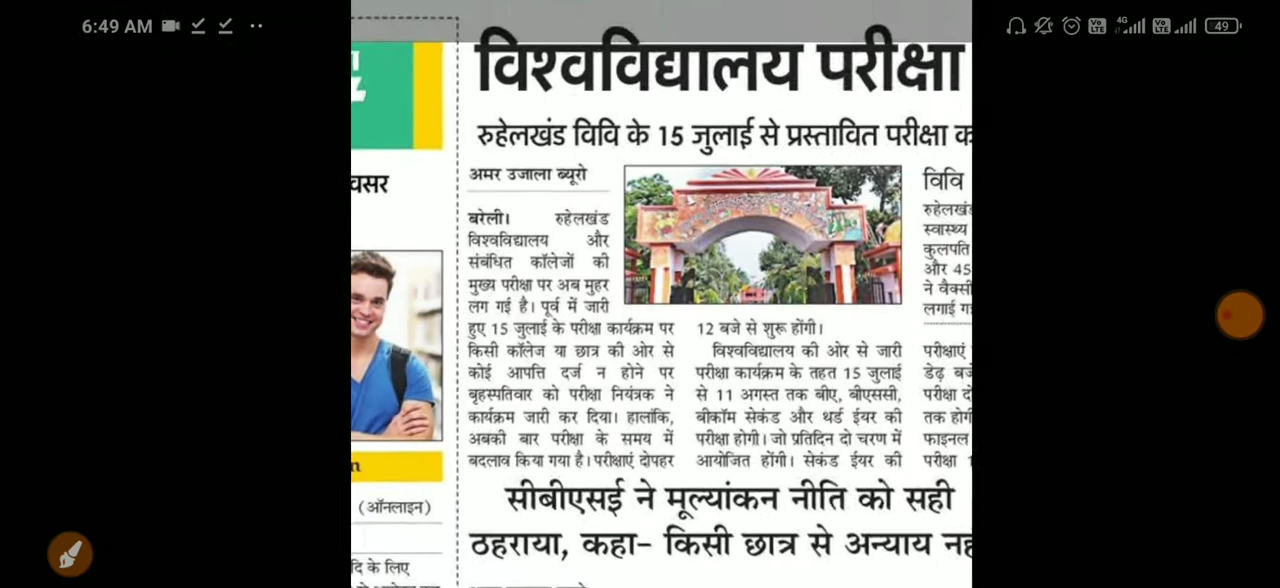 6:49 AM
4G
49
विश्वविद्यालय परीक्षा
रुहेलखंड विवि के 15 जुलाई से प्रस्तावित परीक्षा
वसर
(ऑनलाइन)
दि के लिए
अमर उजाला ब्यूरो
बरेली। रुहेलखंड
विश्वविद्यालय और
संबंधित कॉलेजों की
मुख्य परीक्षा पर अब मुहर
लग गई है। पूर्व में जारी
हुए 15 जुलाई के परीक्षा कार्यक्रम पर
किसी कॉलेज या छात्र की ओर से
कोई आपत्ति दर्ज न होने पर
बृहस्पतिवार को परीक्षा नियंत्रक ने
कार्यक्रम जारी कर दिया। हालांकि,
अबकी बार परीक्षा के समय में
बदलाव किया गया है। परीक्षाएं दोपहर
12 बजे से शुरू होंगी।
विश्वविद्यालय की ओर से जारी
परीक्षा कार्यक्रम के तहत 15 जुलाई
से 11 अगस्त तक बीए, बीएससी,
बीकॉम सेकंड और थर्ड ईयर की
परीक्षा होगी। जो प्रतिदिन दो चरण में
आयोजित होंगी। सेकंड ईयर की
विवि
रुहेलखं
स्वास्थ्य
कुलपति
और 45
ने वैक्सी
लगाई
परीक्षाएं
डेढ़ बजे
परीक्षा दो
तक होगी
फाइनल
परीक्षा
सीबीएसई ने मूल्यांकन नीति को सही
ठहराया, कहा- किसी छात्र से अन्याय